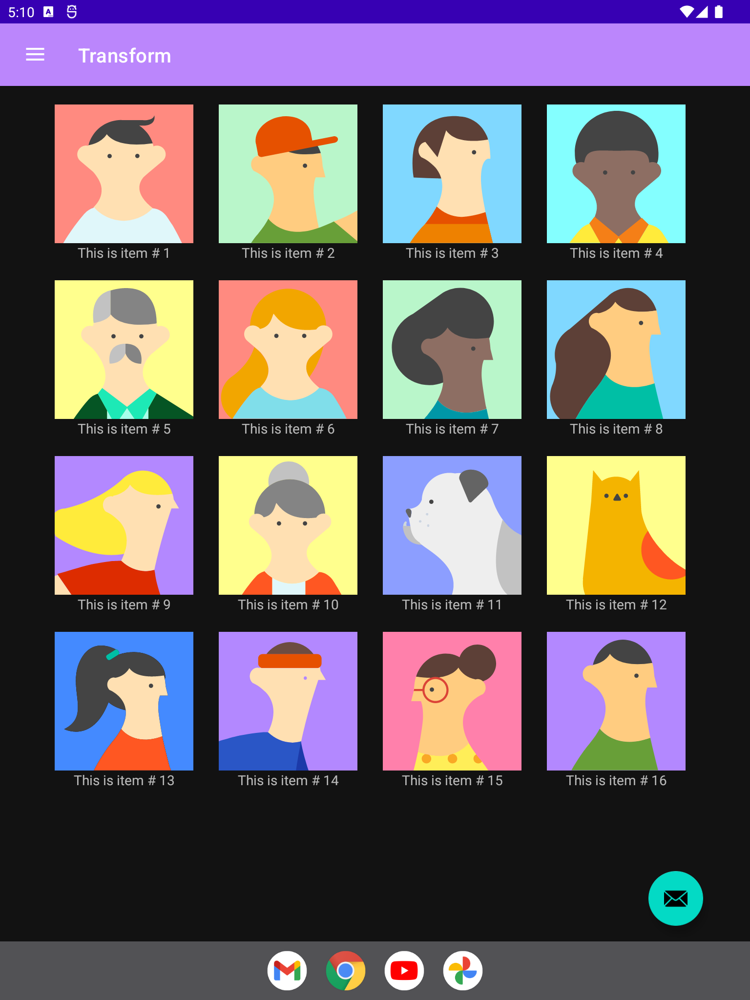 5:10
Transform
This is item # 1
This is item # 2
This is item # 3
This is item # 4
This is item # 5
This is item # 6
This is item # 7
This is item # 8
This is item # 9
This is item # 10
This is item # 11
This is item # 12
This is item # 13
This is item # 14
This is item # 15
This is item # 16